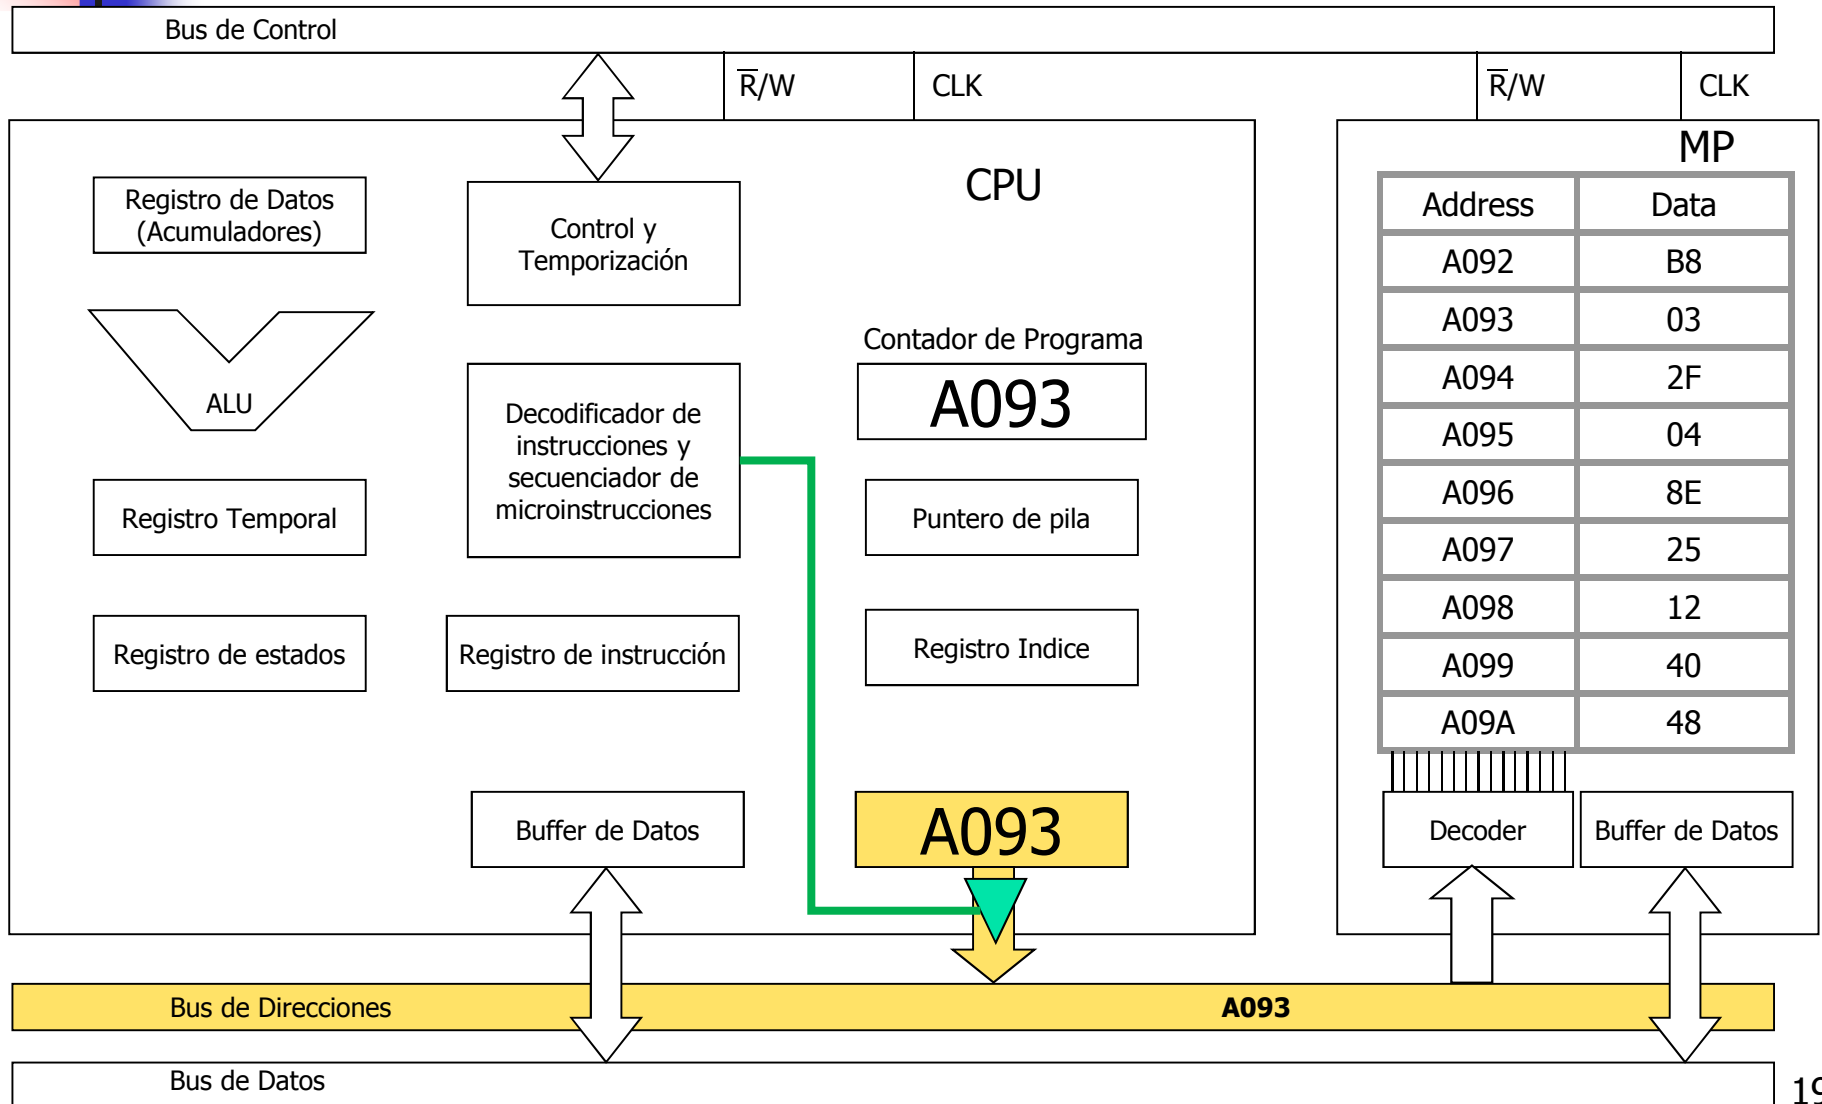 Bus de Control
R̅/W
CLK
R̅/W
CLK
CPU
Registro de Datos
(Acumuladores)
Control y
Temporización
ALU
Contador de Programa
A093
Decodificador de
instrucciones y
secuenciador de
microinstrucciones
Registro Temporal
Puntero de pila
Registro de estados
Registro de instrucción
Registro Indice
Buffer de Datos
A093
MP
Address Data
A092 B8
A093 03
A094 2F
A095 04
A096 8E
A097 25
A098 12
A099 40
A09A 48
Decoder
Buffer de Datos
Bus de Direcciones
A093
Bus de Datos
19